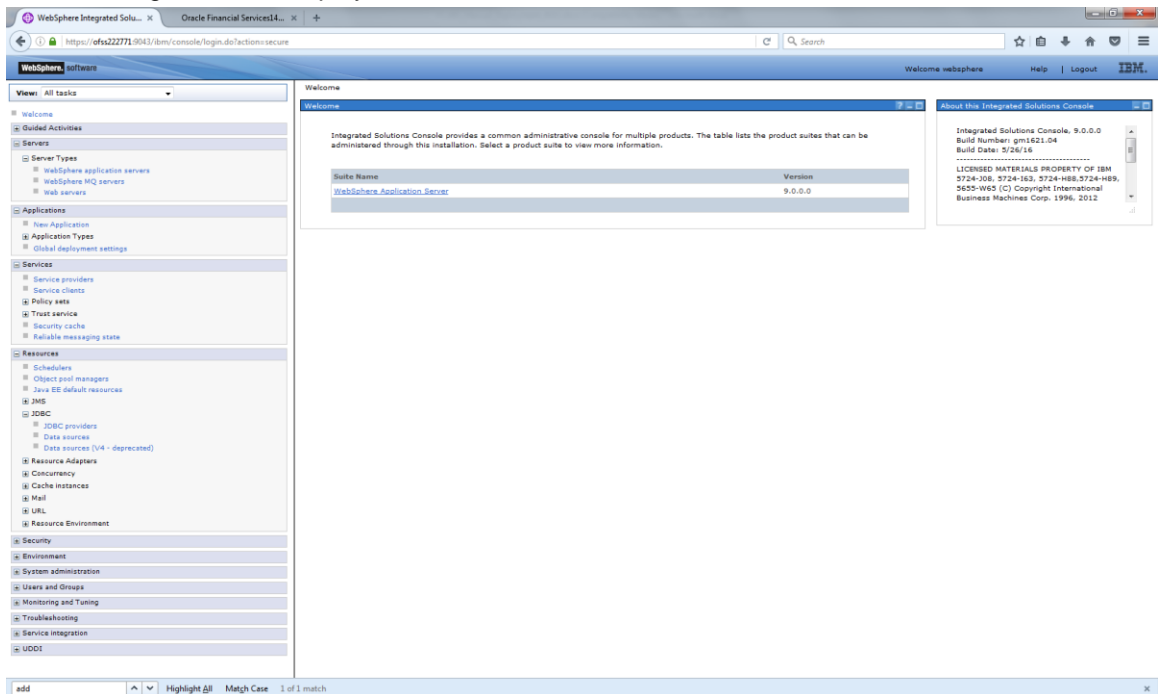 WebSphere Integrated Solu... ×
Oracle Financial Services14... × +
https://ofss222771:9043/ibm/console/login.do?action=secure
Search
WebSphere. software
Welcome websphere Help | Logout IBM.
View: All tasks
Welcome
Guided Activities
Servers
Server Types
WebSphere application servers
WebSphere MQ servers
Web servers
Applications
New Application
Application Types
Global deployment settings
Services
Service providers
Service clients
Policy sets
Trust service
Security cache
Reliable messaging state
Resources
Schedulers
Object pool managers
Java EE default resources
JMS
JDBC
JDBC providers
Data sources
Data sources (V4 - deprecated)
Resource Adapters
Concurrency
Cache instances
Mail
URL
Resource Environment
Security
Environment
System administration
Users and Groups
Monitoring and Tuning
Troubleshooting
Service integration
UDDI
Welcome
Welcome
Integrated Solutions Console provides a common administrative console for multiple products. The table lists the product suites that can be
administered through this installation. Select a product suite to view more information.
Suite Name Version
WebSphere Application Server 9.0.0.0
About this Integrated Solutions Console
Integrated Solutions Console, 9.0.0.0
Build Number: gm1621.04
Build Date: 5/26/16
----------------------------------
LICENSED MATERIALS PROPERTY OF IBM
5724-J08, 5724-I63, 5724-H88,5724-H89,
5655-W65 (C) Copyright International
Business Machines Corp. 1996, 2012
add Highlight All Match Case 1 of 1 match